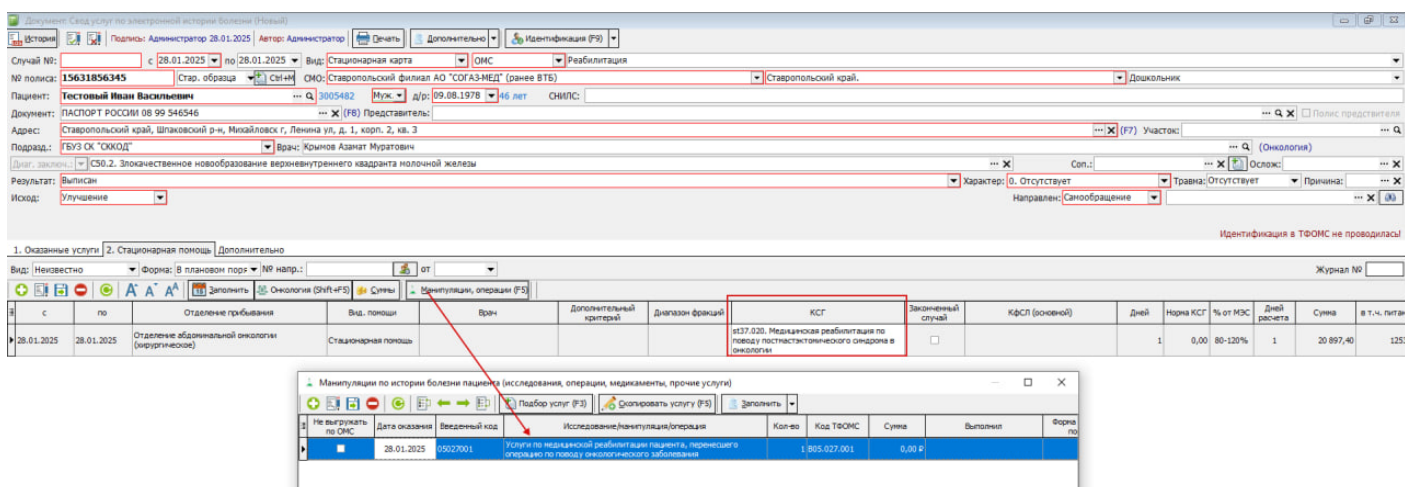 Документ: Свод услуг по электронной истории болезни (Новый)
История Подпись: Администратор 28.01.2025 Автор: Администратор Печать Дополнительно Идентификация (F9)
Случай №: с 28.01.2025 по 28.01.2025 Вид: Стационарная карта ОМС Реабилитация
№ полиса: 15631856345 Стар. образца Ctrl+M СМО: Ставропольский филиал АО "СОГАЗ-МЕД" (ранее ВТБ) Ставропольский край. Дошкольник
Пациент: Тестовый Иван Васильевич ... 3005482 Муж. д/р: 09.08.1978 46 лет СНИЛС:
Документ: ПАСПОРТ РОССИИ 08 99 546546 ... X (F8) Представитель: ... X Полис предствителя
Адрес: Ставропольский край, Шпаковский р-н, Михайловск г, Ленина ул, д. 1, корп. 2, кв. 3 ... X (F7) Участок: ...
Подразд.: ГБУЗ СК "СККОД" Врач: Крымов Азамат Муратович ... (Онкология)
Диаг. заключ.: C50.2. Злокачественное новообразование верхневнутреннего квадранта молочной железы ... X Соп.: ... X Ослож: ... X
Результат: Выписан Характер: 0. Отсутствует Травма: Отсутствует Причина: ... X
Исход: Улучшение Направлен: Самообращение ... X
Идентификация в ТФОМС не проводилась!
1. Оказанные услуги 2. Стационарная помощь Дополнительно
Вид: Неизвестно Форма: В плановом поря № напр.: от Журнал №
A A A Заполнить Онкология (Shift+F5) Суммы Манипуляции, операции (F5)
с по Отделение прибывания Вид. помощи Врач Дополнительный критерий Диапазон фракций КСГ Законченный случай КФСЛ (основной) Дней Норма КСГ % от МЭС Дней расчета Сумма в т.ч. питан
28.01.2025 28.01.2025 Отделение абдоминальной онкологии (хирургическое) Стационарная помощь st37.020. Медицинская реабилитация по поводу постмастэктомического синдрома в онкологии 1 0,00 80-120% 1 20 897,40 1253
Манипуляции по истории болезни пациента (исследования, операции, медикаменты, прочие услуги)
Подбор услуг (F3) Скопировать услугу (F5) Заполнить
Не выгружать по ОМС Дата оказания Введенный код Исследование/манипуляция/операция Кол-во Код ТФОМС Сумма Выполнил Форма по
28.01.2025 05027001 Услуги по медицинской реабилитации пациента, перенесшего операцию по поводу онкологического заболевания 1 B05.027.001 0,00 ₽